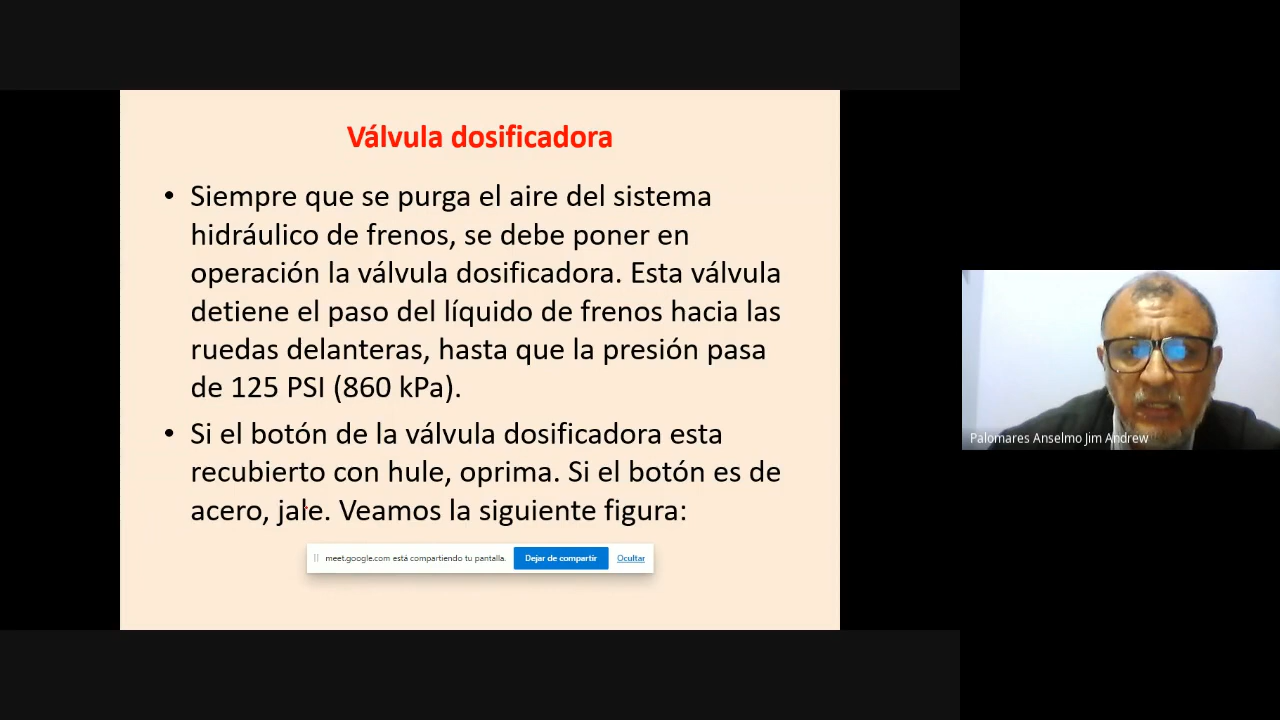 Válvula dosificadora
• Siempre que se purga el aire del sistema
hidráulico de frenos, se debe poner en
operación la válvula dosificadora. Esta válvula
detiene el paso del líquido de frenos hacia las
ruedas delanteras, hasta que la presión pasa
de 125 PSI (860 kPa).
• Si el botón de la válvula dosificadora esta
recubierto con hule, oprima. Si el botón es de
acero, jale. Veamos la siguiente figura:
meet.google.com está compartiendo tu pantalla. Dejar de compartir Ocultar
Palomares Anselmo Jim Andrew